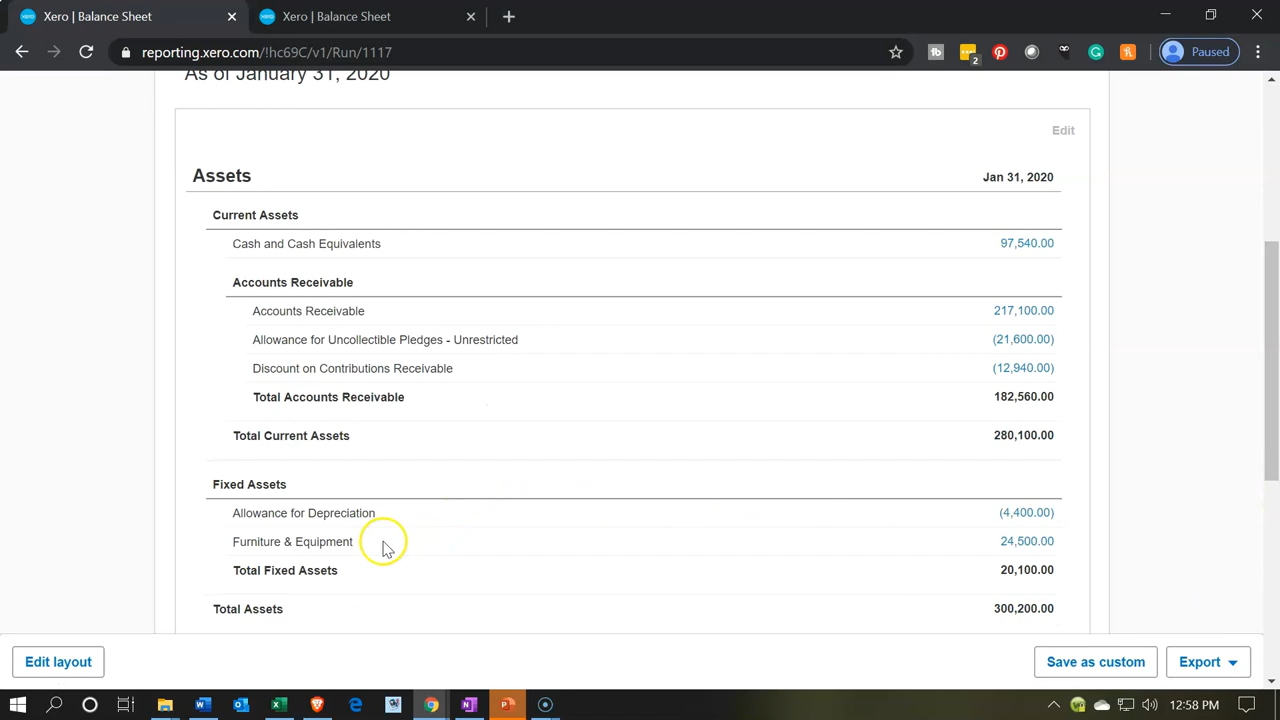 Xero | Balance Sheet
Xero | Balance Sheet
reporting.xero.com/!hc69C/v1/Run/1117
2
Paused
As of January 31, 2020
Edit
Assets Jan 31, 2020
Current Assets
Cash and Cash Equivalents 97,540.00
Accounts Receivable
Accounts Receivable 217,100.00
Allowance for Uncollectible Pledges - Unrestricted (21,600.00)
Discount on Contributions Receivable (12,940.00)
Total Accounts Receivable 182,560.00
Total Current Assets 280,100.00
Fixed Assets
Allowance for Depreciation (4,400.00)
Furniture & Equipment 24,500.00
Total Fixed Assets 20,100.00
Total Assets 300,200.00
Edit layout Save as custom Export
12:58 PM